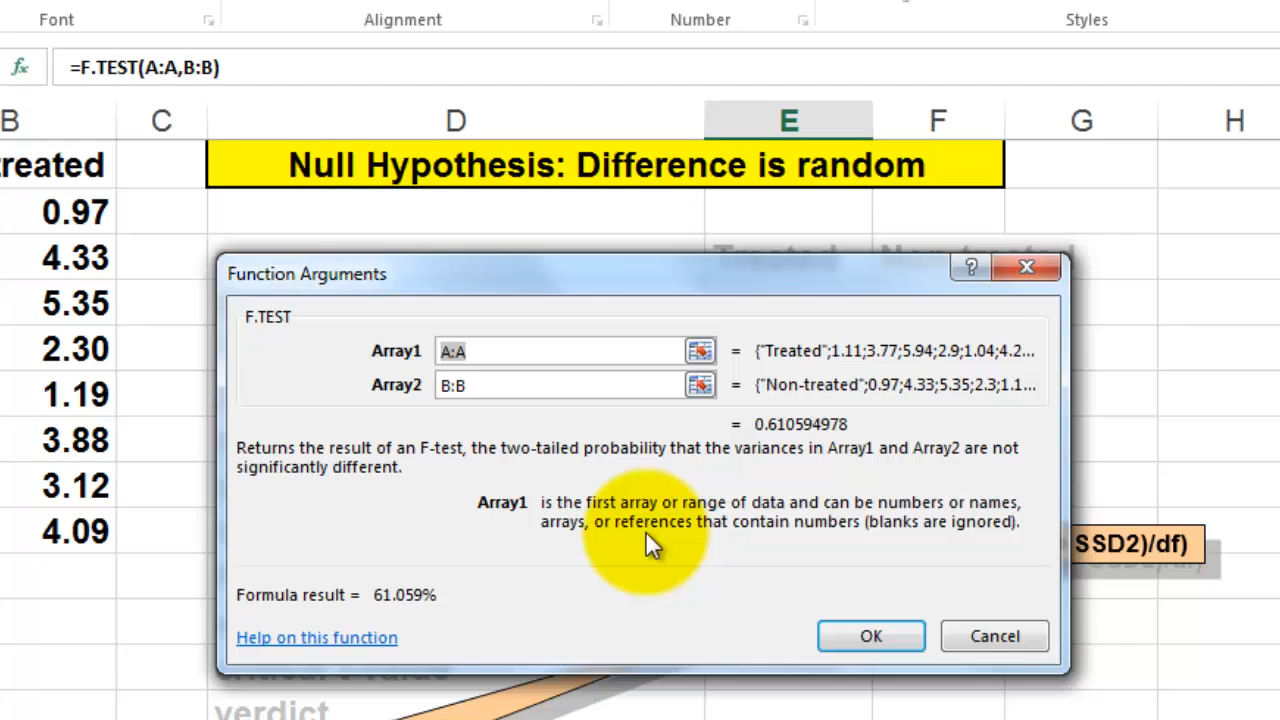 Font Alignment Number Styles
fx =F.TEST(A:A,B:B)
B C D E F G H
reated Null Hypothesis: Difference is random
0.97
4.33 Treated Non-treated
5.35
2.30
1.19
3.88
3.12
4.09
Function Arguments
?
F.TEST
Array1 A:A = {"Treated";1.11;3.77;5.94;2.9;1.04;4.2...
Array2 B:B = {"Non-treated";0.97;4.33;5.35;2.3;1.1...
= 0.610594978
Returns the result of an F-test, the two-tailed probability that the variances in Array1 and Array2 are not
significantly different.
Array1 is the first array or range of data and can be numbers or names,
arrays, or references that contain numbers (blanks are ignored).
SSD2)/df)
Formula result = 61.059%
Help on this function
OK Cancel
verdict